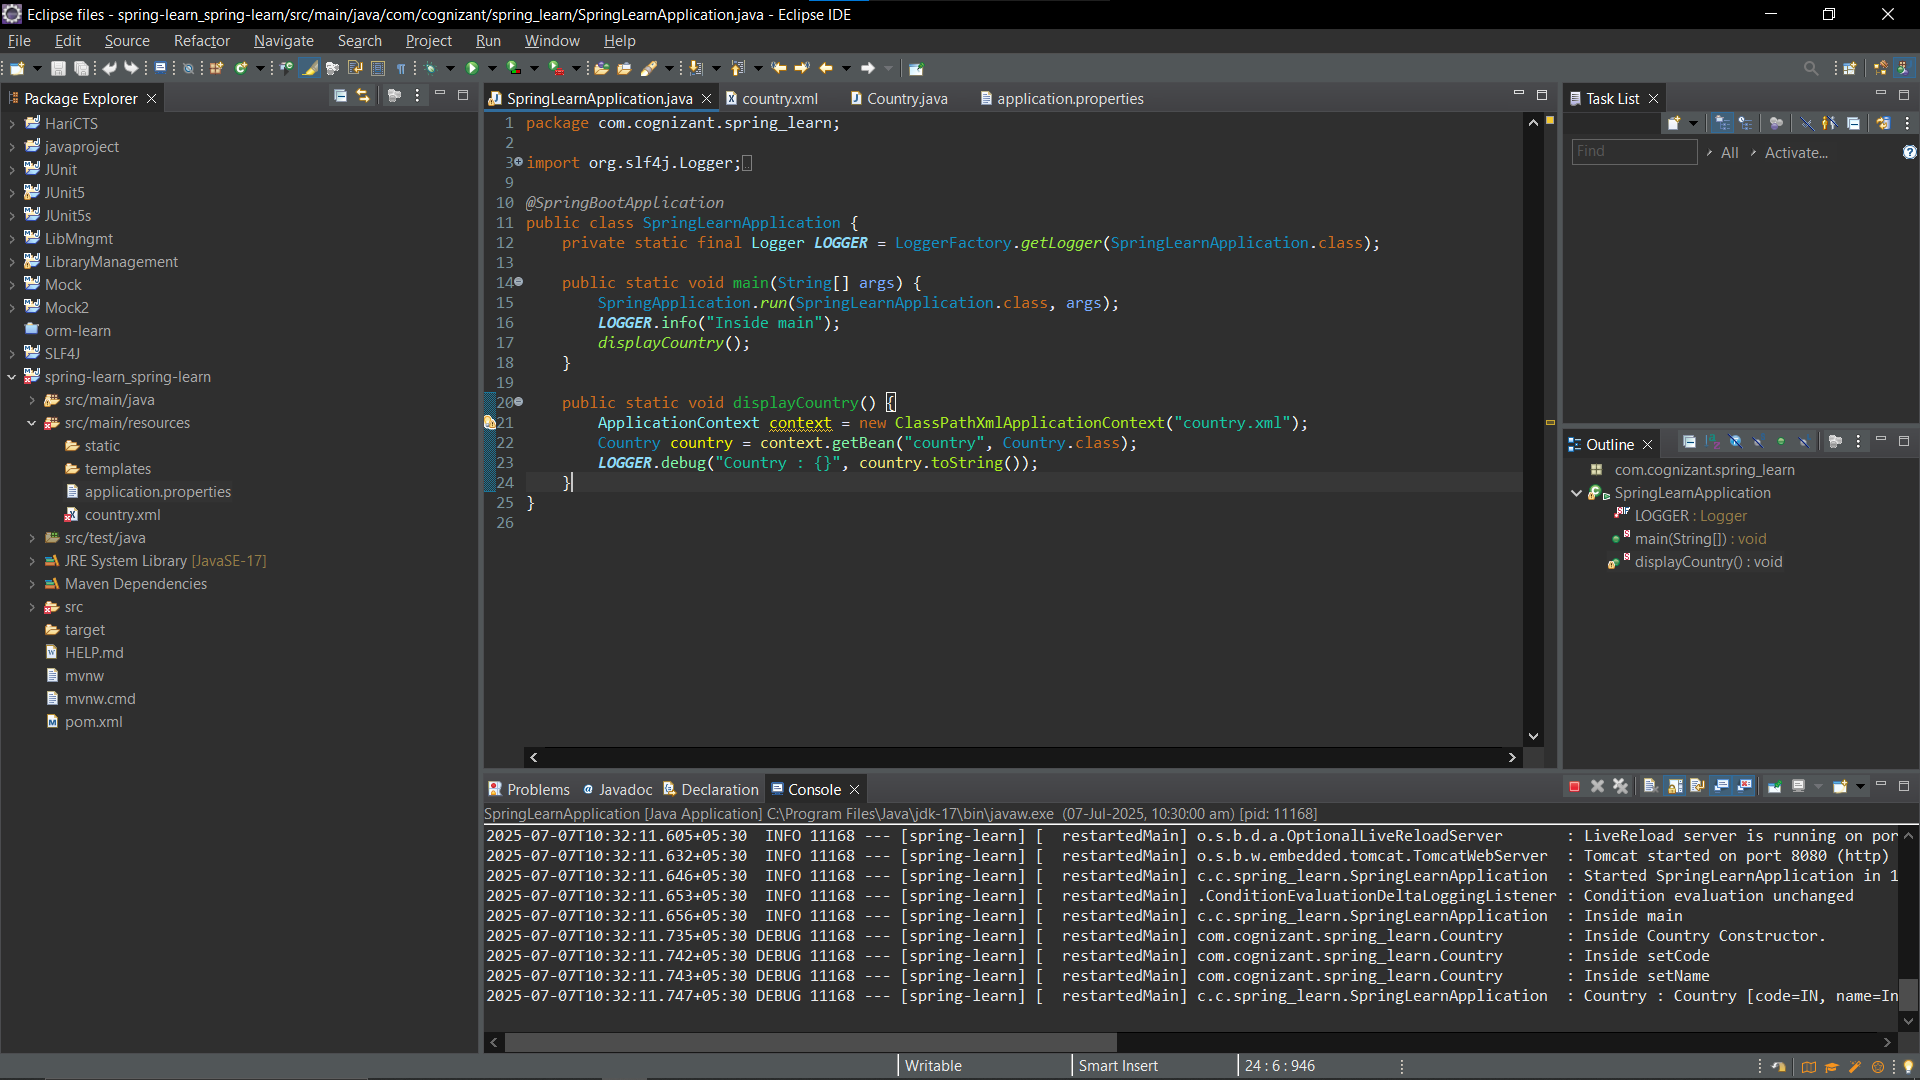 Eclipse files - spring-learn_spring-learn/src/main/java/com/cognizant/spring_learn/SpringLearnApplication.java - Eclipse IDE
File Edit Source Refactor Navigate Search Project Run Window Help
Package Explorer
HariCTS
javaproject
JUnit
JUnit5
JUnit5s
LibMngmt
LibraryManagement
Mock
Mock2
orm-learn
SLF4J
spring-learn_spring-learn
src/main/java
src/main/resources
static
templates
application.properties
country.xml
src/test/java
JRE System Library [JavaSE-17]
Maven Dependencies
src
target
HELP.md
mvnw
mvnw.cmd
pom.xml
SpringLearnApplication.java country.xml Country.java application.properties
1 package com.cognizant.spring_learn;
2
3 import org.slf4j.Logger;
9
10 @SpringBootApplication
11 public class SpringLearnApplication {
12 private static final Logger LOGGER = LoggerFactory.getLogger(SpringLearnApplication.class);
13
14 public static void main(String[] args) {
15 SpringApplication.run(SpringLearnApplication.class, args);
16 LOGGER.info("Inside main");
17 displayCountry();
18 }
19
20 public static void displayCountry() {
21 ApplicationContext context = new ClassPathXmlApplicationContext("country.xml");
22 Country country = context.getBean("country", Country.class);
23 LOGGER.debug("Country : {}", country.toString());
24 }
25 }
26
Task List
Find All Activate...
Outline
com.cognizant.spring_learn
SpringLearnApplication
LOGGER : Logger
main(String[]) : void
displayCountry() : void
Problems Javadoc Declaration Console
SpringLearnApplication [Java Application] C:\Program Files\Java\jdk-17\bin\javaw.exe (07-Jul-2025, 10:30:00 am) [pid: 11168]
2025-07-07T10:32:11.605+05:30 INFO 11168 --- [spring-learn] [ restartedMain] o.s.b.d.a.OptionalLiveReloadServer : LiveReload server is running on por
2025-07-07T10:32:11.632+05:30 INFO 11168 --- [spring-learn] [ restartedMain] o.s.b.w.embedded.tomcat.TomcatWebServer : Tomcat started on port 8080 (http)
2025-07-07T10:32:11.646+05:30 INFO 11168 --- [spring-learn] [ restartedMain] c.c.spring_learn.SpringLearnApplication : Started SpringLearnApplication in 1
2025-07-07T10:32:11.653+05:30 INFO 11168 --- [spring-learn] [ restartedMain] .ConditionEvaluationDeltaLoggingListener : Condition evaluation unchanged
2025-07-07T10:32:11.656+05:30 INFO 11168 --- [spring-learn] [ restartedMain] c.c.spring_learn.SpringLearnApplication : Inside main
2025-07-07T10:32:11.735+05:30 DEBUG 11168 --- [spring-learn] [ restartedMain] com.cognizant.spring_learn.Country : Inside Country Constructor.
2025-07-07T10:32:11.742+05:30 DEBUG 11168 --- [spring-learn] [ restartedMain] com.cognizant.spring_learn.Country : Inside setCode
2025-07-07T10:32:11.743+05:30 DEBUG 11168 --- [spring-learn] [ restartedMain] com.cognizant.spring_learn.Country : Inside setName
2025-07-07T10:32:11.747+05:30 DEBUG 11168 --- [spring-learn] [ restartedMain] c.c.spring_learn.SpringLearnApplication : Country : Country [code=IN, name=In
Writable Smart Insert 24 : 6 : 946